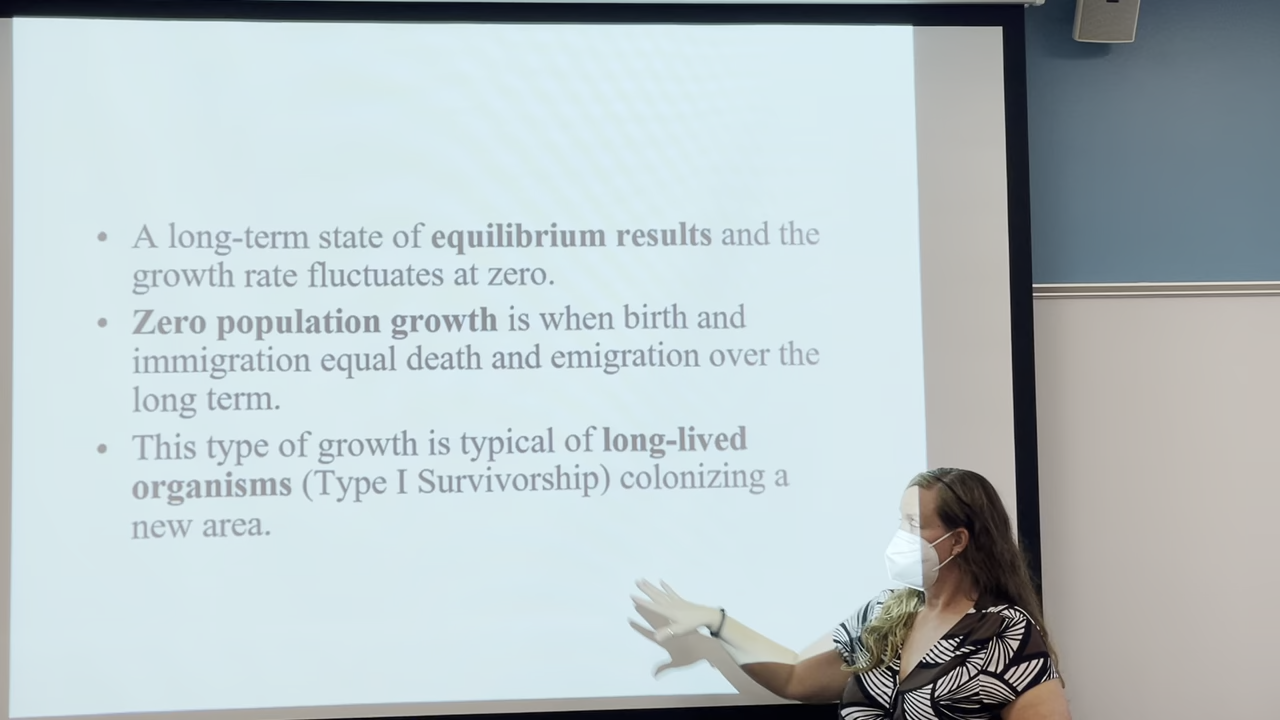 • A long-term state of equilibrium results and the
growth rate fluctuates at zero.
• Zero population growth is when birth and
immigration equal death and emigration over the
long term.
• This type of growth is typical of long-lived
organisms (Type I Survivorship) colonizing a
new area.